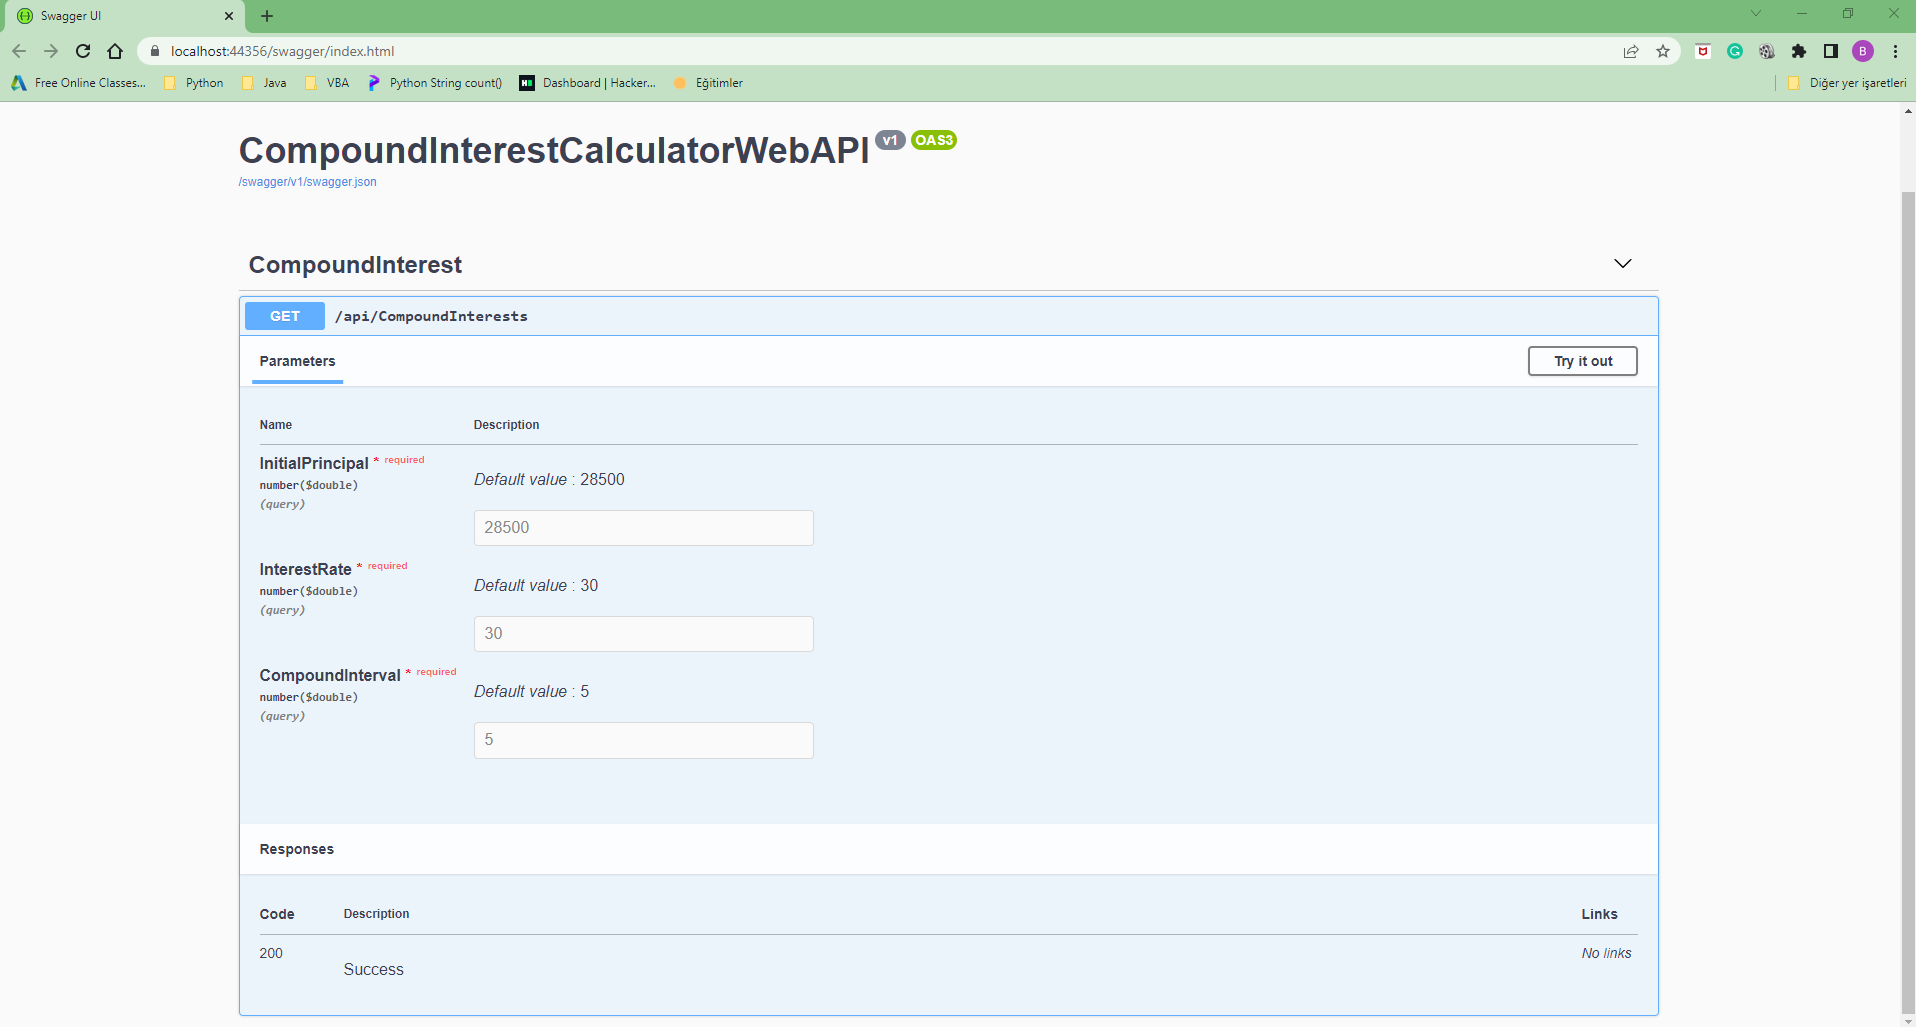 Swagger UI
localhost:44356/swagger/index.html
B
Free Online Classes...
Python
Java
VBA
Python String count()
Dashboard | Hacker...
Eğitimler
Diğer yer işaretleri
CompoundInterestCalculatorWebAPI v1 OAS3
/swagger/v1/swagger.json
CompoundInterest
GET /api/CompoundInterests
Parameters
Try it out
Name Description
InitialPrincipal * required
number($double)
(query)
Default value : 28500
28500
InterestRate * required
number($double)
(query)
Default value : 30
30
CompoundInterval * required
number($double)
(query)
Default value : 5
5
Responses
Code Description Links
200
Success
No links